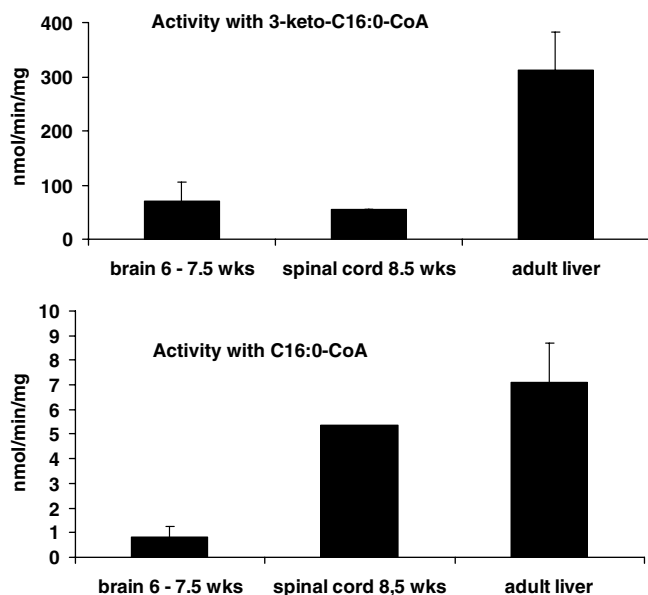 Activity with 3-keto-C16:0-CoA
nmol/min/mg
400
300
200
100
0
brain 6 - 7.5 wks spinal cord 8.5 wks adult liver
Activity with C16:0-CoA
nmol/min/mg
10
9
8
7
6
5
4
3
2
1
0
brain 6 - 7.5 wks spinal cord 8,5 wks adult liver